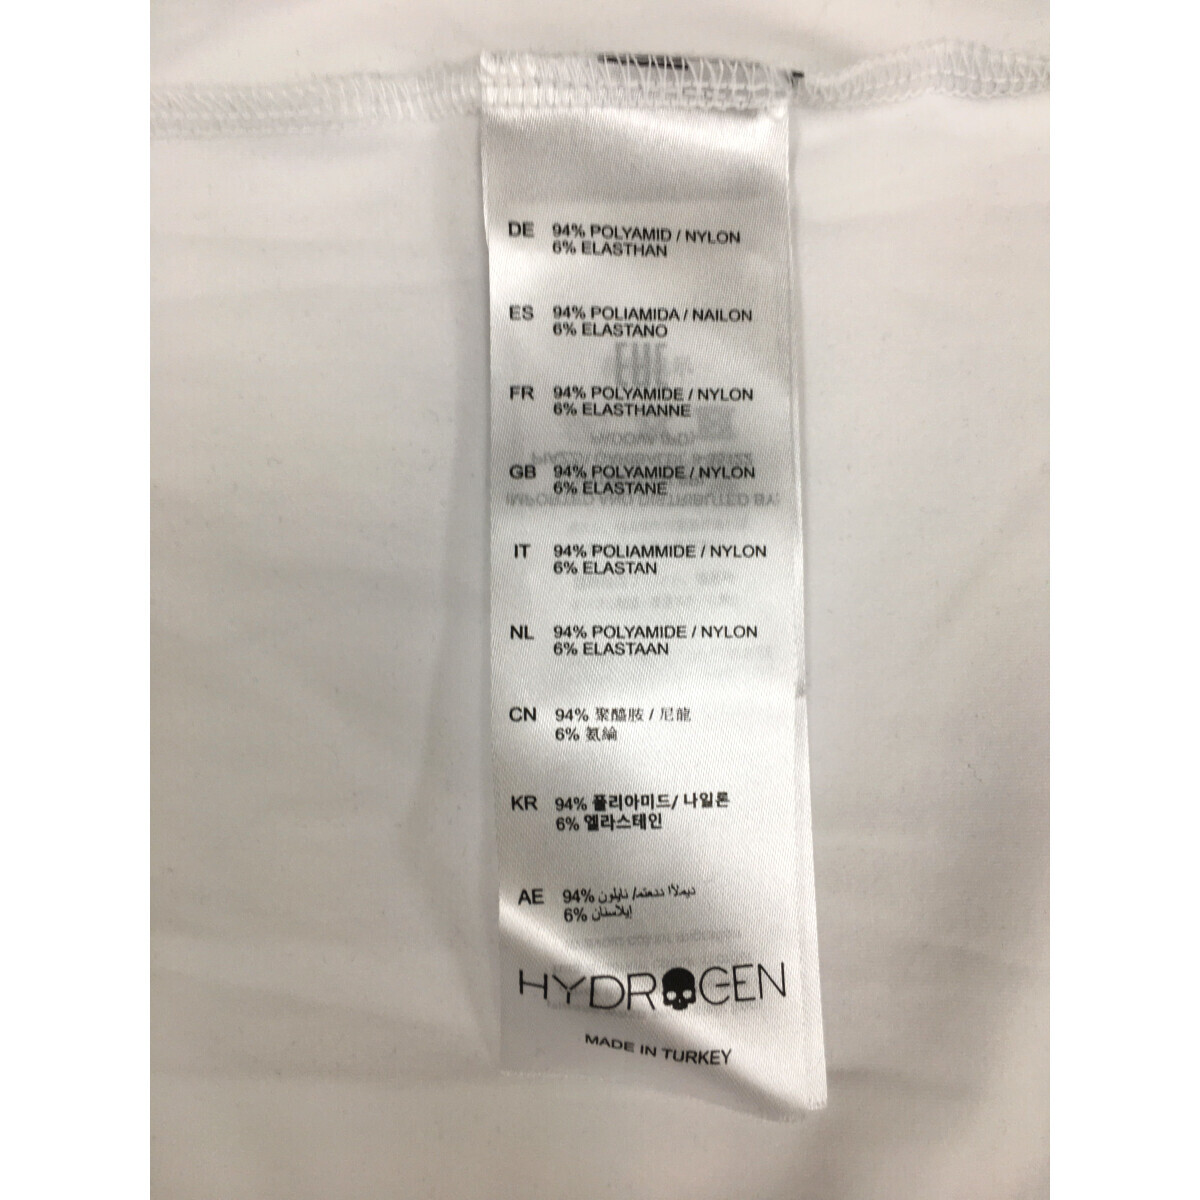 DE 94% POLYAMID / NYLON
6% ELASTHAN
ES 94% POLIAMIDA / NAILON
6% ELASTANO
FR 94% POLYAMIDE / NYLON
6% ELASTHANNE
GB 94% POLYAMIDE / NYLON
6% ELASTANE
IT 94% POLIAMMIDE / NYLON
6% ELASTAN
NL 94% POLYAMIDE / NYLON
6% ELASTAAN
CN 94% 聚醯胺 / 尼龍
6% 氨綸
KR 94% 폴리아미드/ 나일론
6% 엘라스테인
AE 94% نايلون
6%
HYDROGEN
MADE IN TURKEY